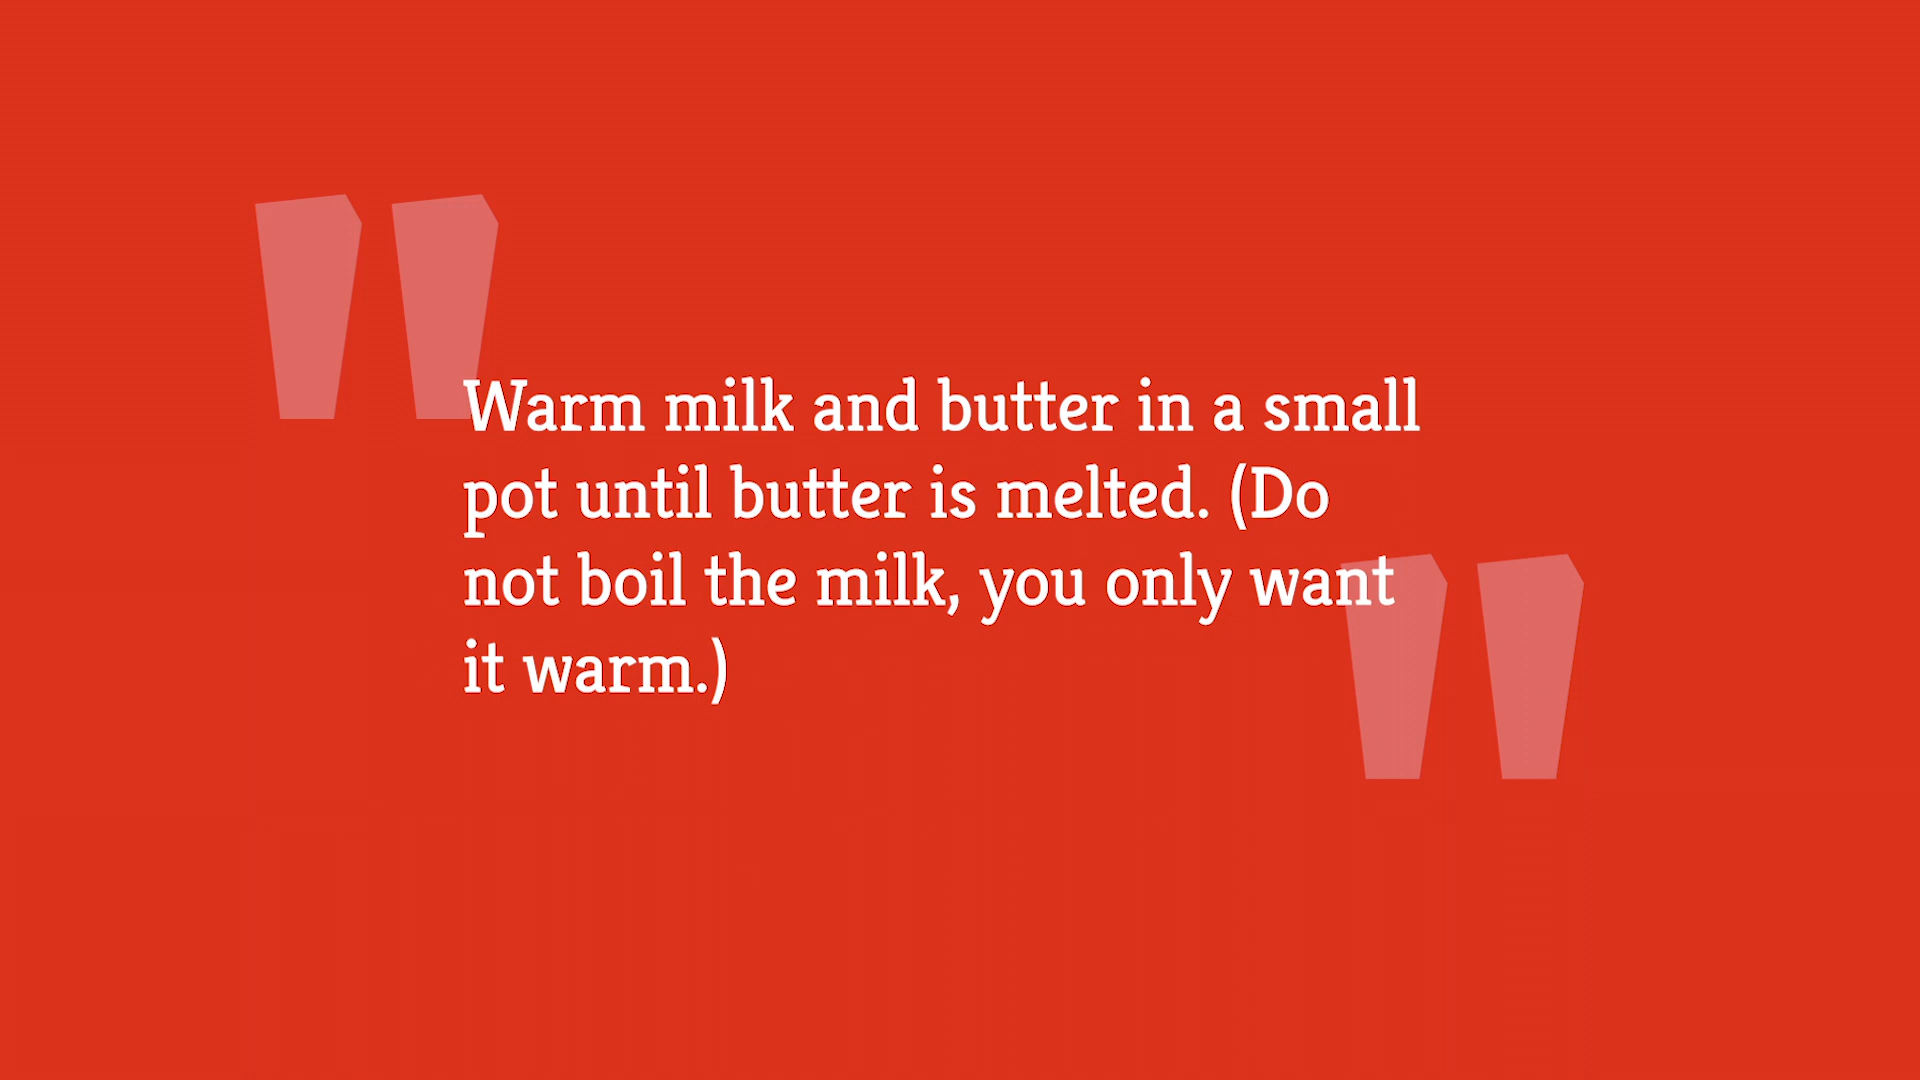 Warm milk and butter in a small
pot until butter is melted. (Do
not boil the milk, you only want
it warm.)